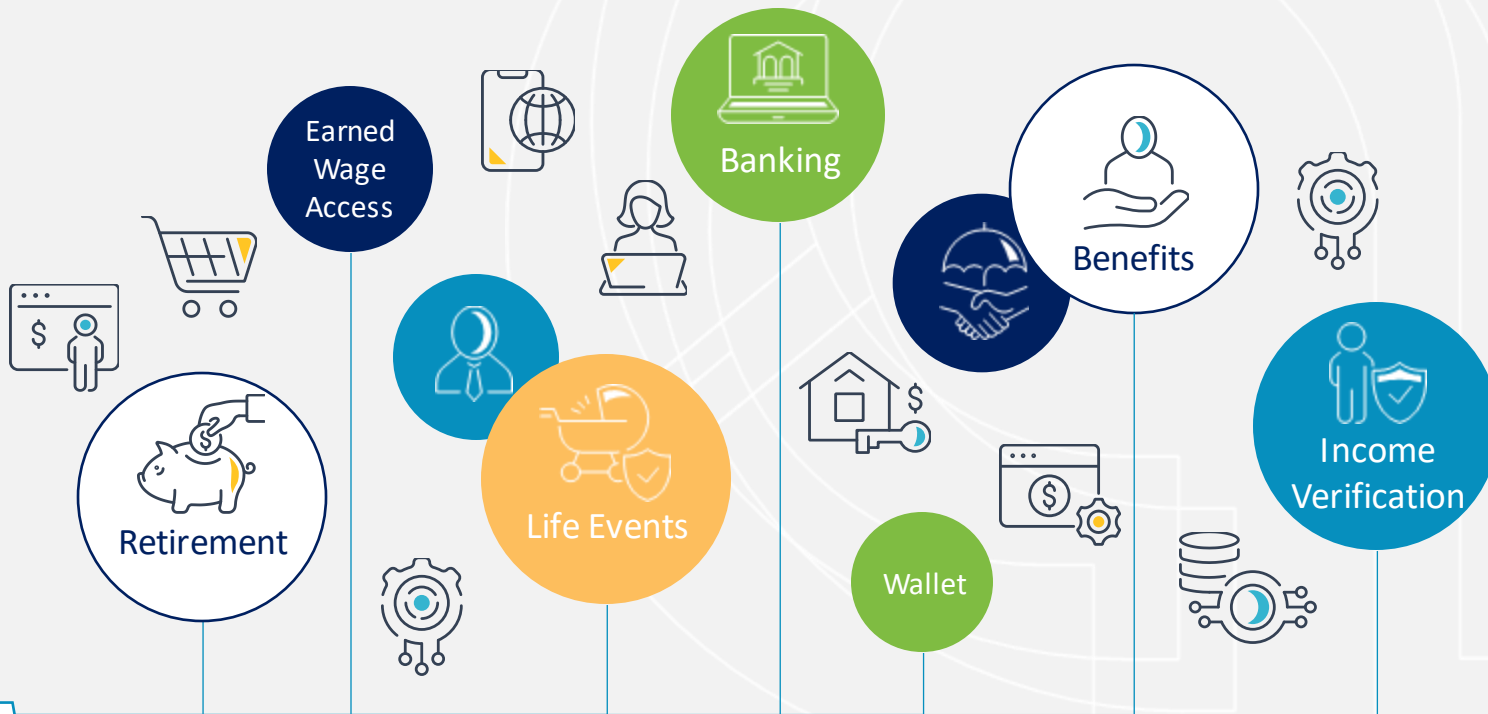 Earned
Wage
Access
Banking
Benefits
$
$
Income
Verification
$
Retirement
Life Events
$
Wallet